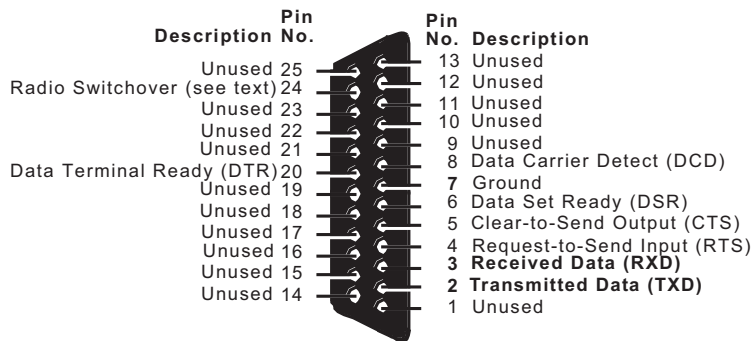 Description Pin No.
Unused 25
Radio Switchover (see text) 24
Unused 23
Unused 22
Unused 21
Data Terminal Ready (DTR) 20
Unused 19
Unused 18
Unused 17
Unused 16
Unused 15
Unused 14
Pin No. Description
13 Unused
12 Unused
11 Unused
10 Unused
9 Unused
8 Data Carrier Detect (DCD)
7 Ground
6 Data Set Ready (DSR)
5 Clear-to-Send Output (CTS)
4 Request-to-Send Input (RTS)
3 Received Data (RXD)
2 Transmitted Data (TXD)
1 Unused